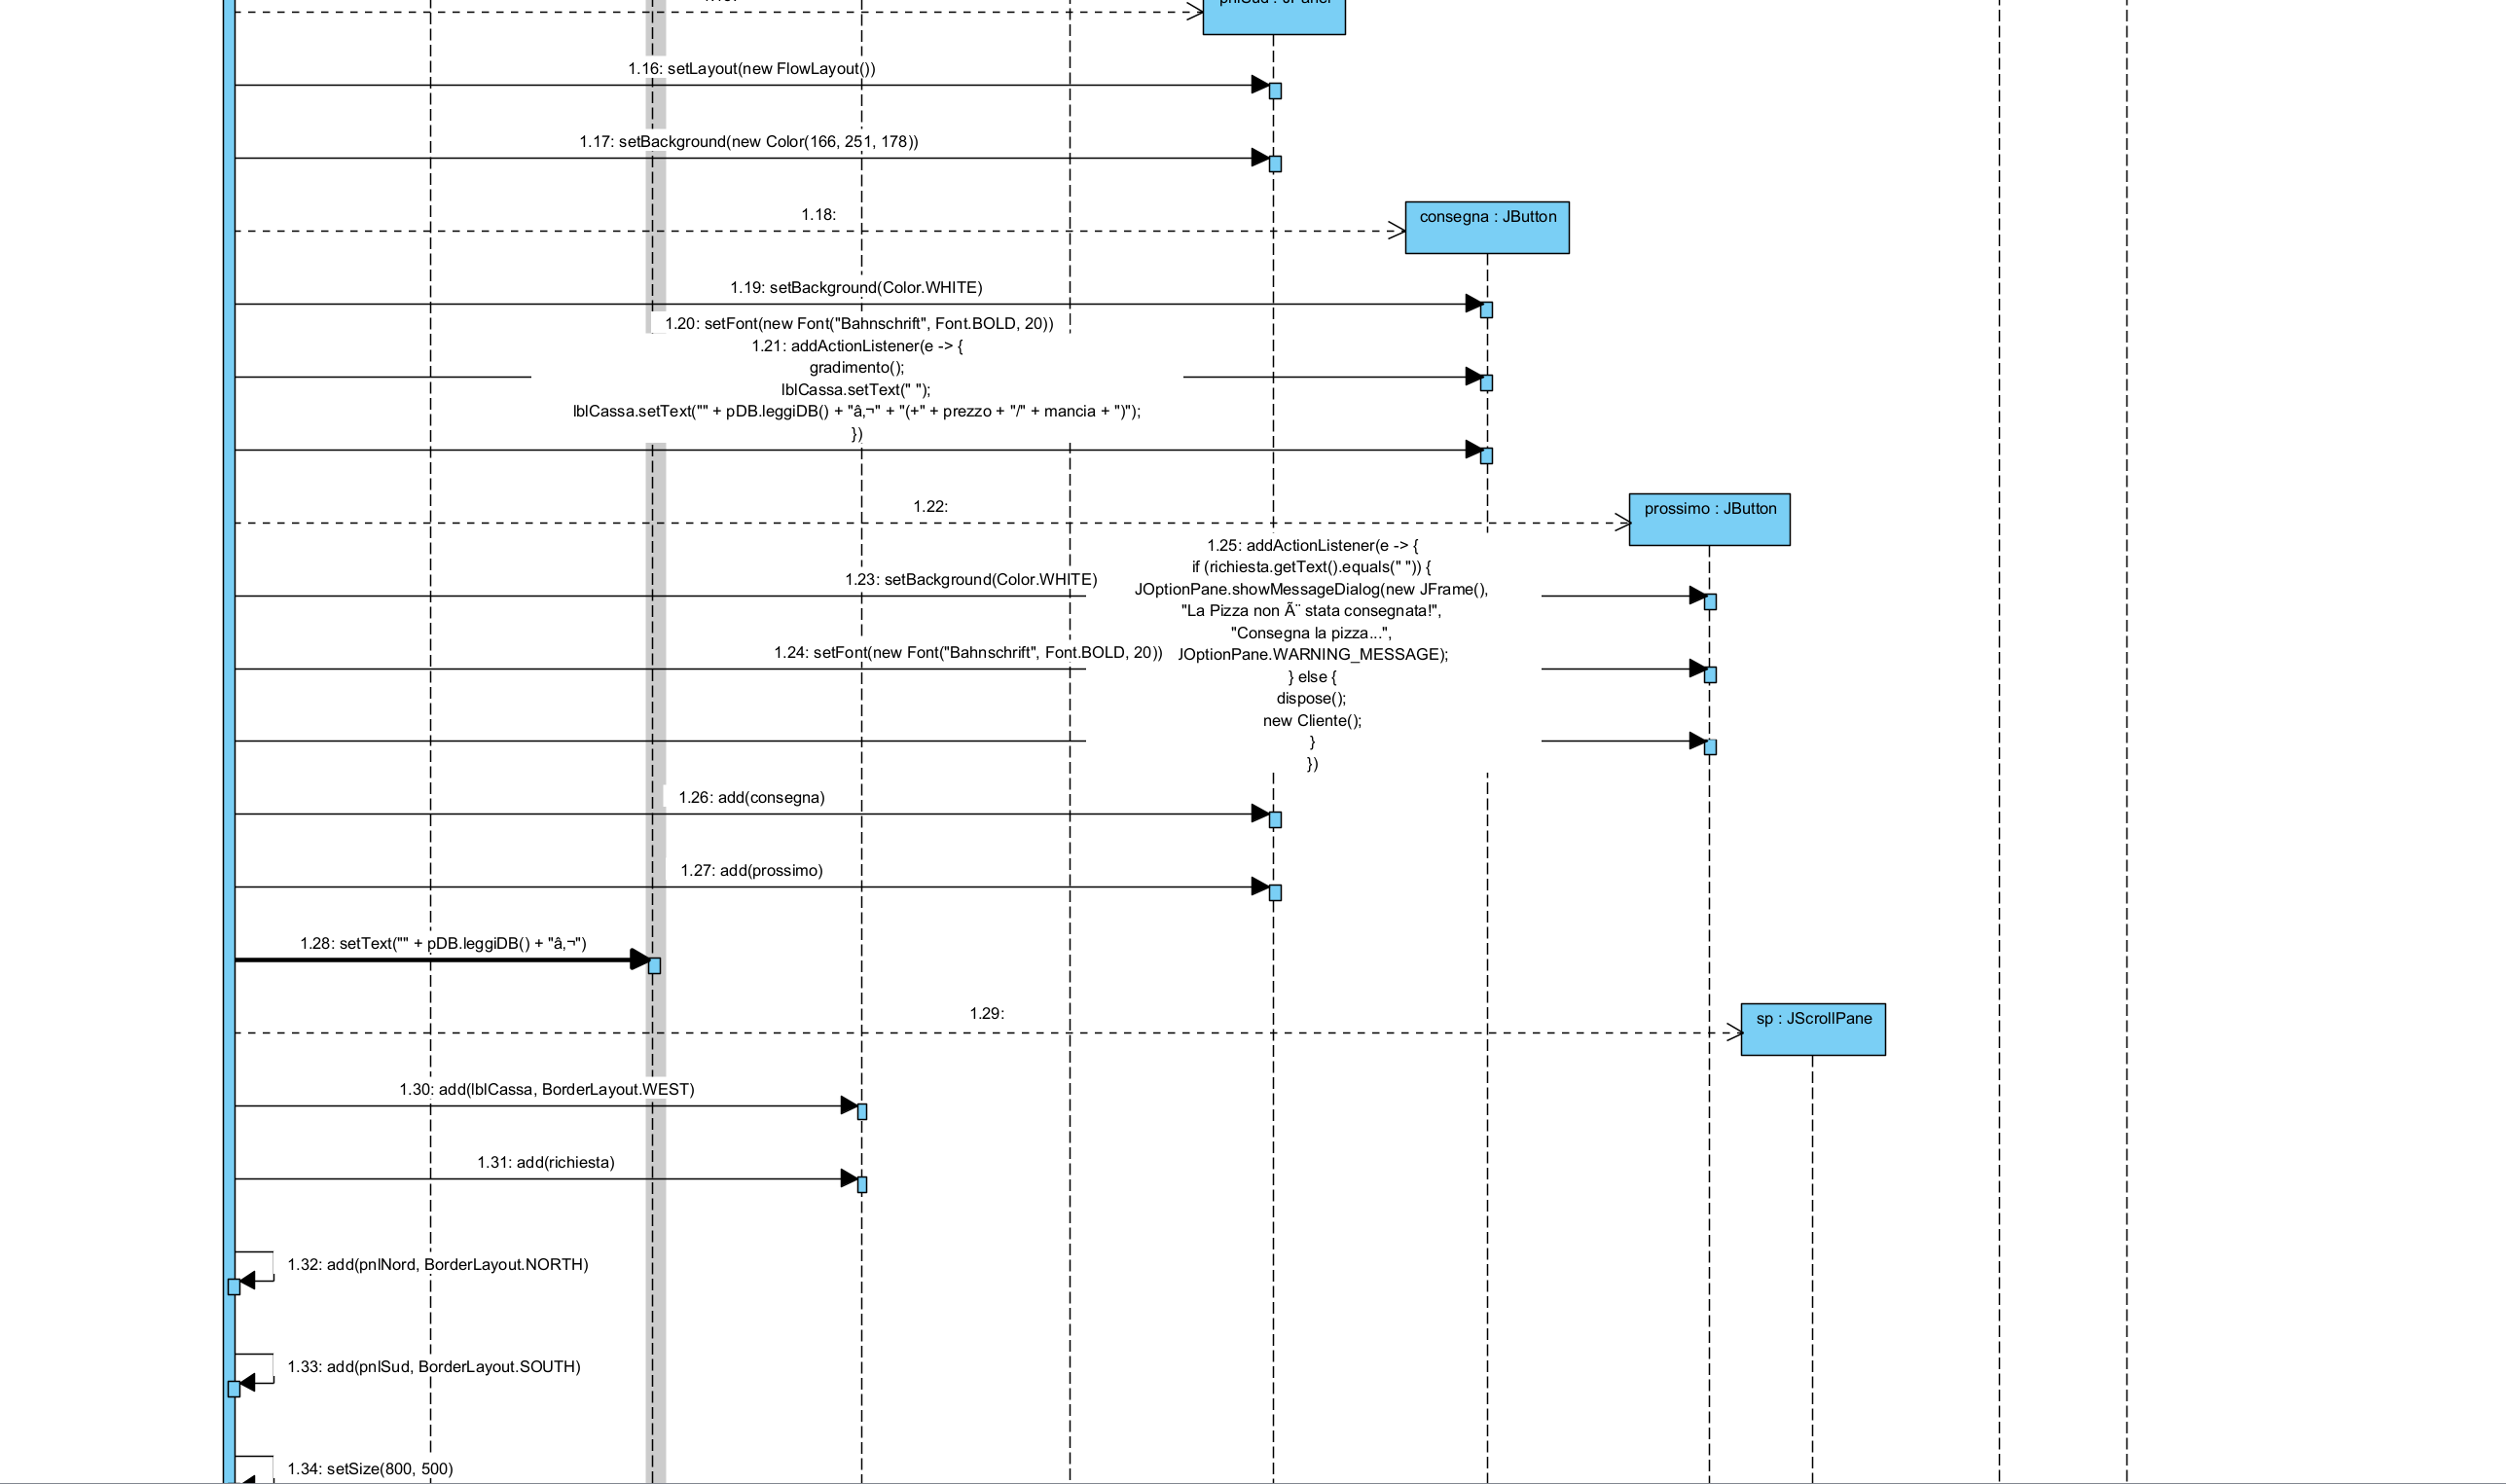 pnlSud : JPanel
1.16: setLayout(new FlowLayout())
1.17: setBackground(new Color(166, 251, 178))
1.18:
consegna : JButton
1.19: setBackground(Color.WHITE)
1.20: setFont(new Font("Bahnschrift", Font.BOLD, 20))
1.21: addActionListener(e -> {
gradimento();
lblCassa.setText(" ");
lblCassa.setText("" + pDB.leggiDB() + "â‚¬" + "(+" + prezzo + "/" + mancia + ")");
})
1.22:
prossimo : JButton
1.23: setBackground(Color.WHITE)
1.24: setFont(new Font("Bahnschrift", Font.BOLD, 20))
1.25: addActionListener(e -> {
if (richiesta.getText().equals(" ")) {
JOptionPane.showMessageDialog(new JFrame(),
"La Pizza non Ã¨ stata consegnata!",
"Consegna la pizza...",
JOptionPane.WARNING_MESSAGE);
} else {
dispose();
new Cliente();
}
})
1.26: add(consegna)
1.27: add(prossimo)
1.28: setText("" + pDB.leggiDB() + "â‚¬")
1.29:
sp : JScrollPane
1.30: add(lblCassa, BorderLayout.WEST)
1.31: add(richiesta)
1.32: add(pnlNord, BorderLayout.NORTH)
1.33: add(pnlSud, BorderLayout.SOUTH)
1.34: setSize(800, 500)